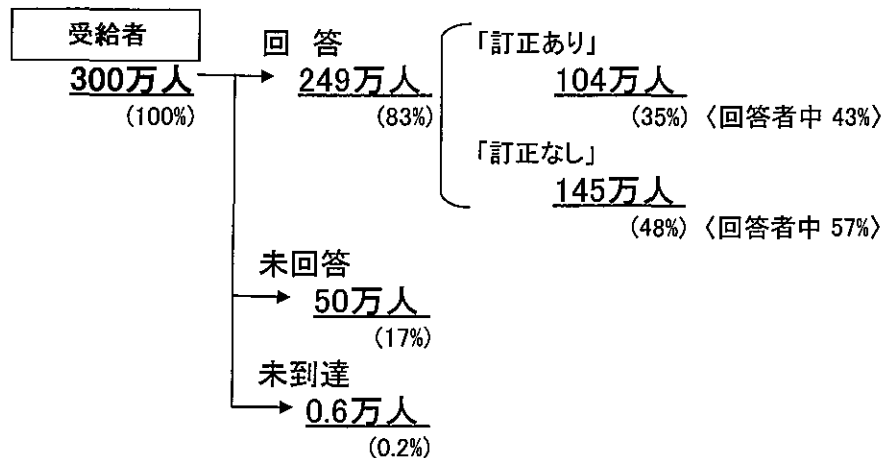 受給者
300万人
(100%)
回 答
249万人
(83%)
「訂正あり」
104万人
(35%) 〈回答者中 43%〉
「訂正なし」
145万人
(48%) 〈回答者中 57%〉
未回答
50万人
(17%)
未到達
0.6万人
(0.2%)